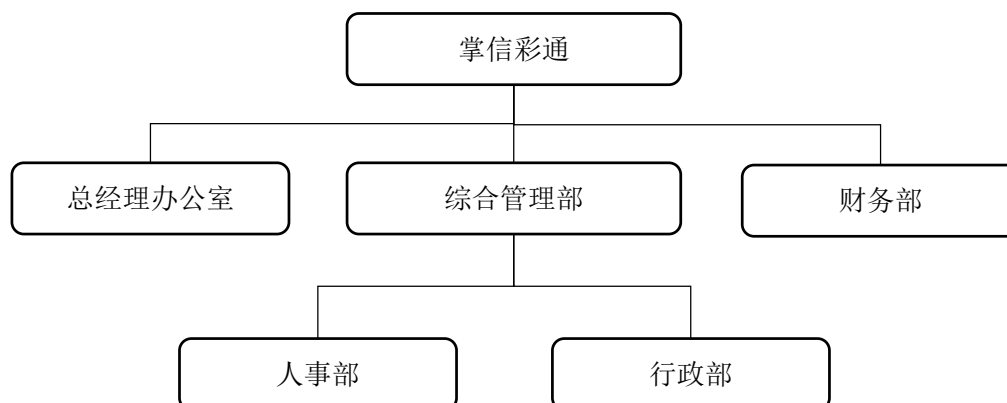 掌信彩通
总经理办公室
综合管理部
财务部
人事部
行政部